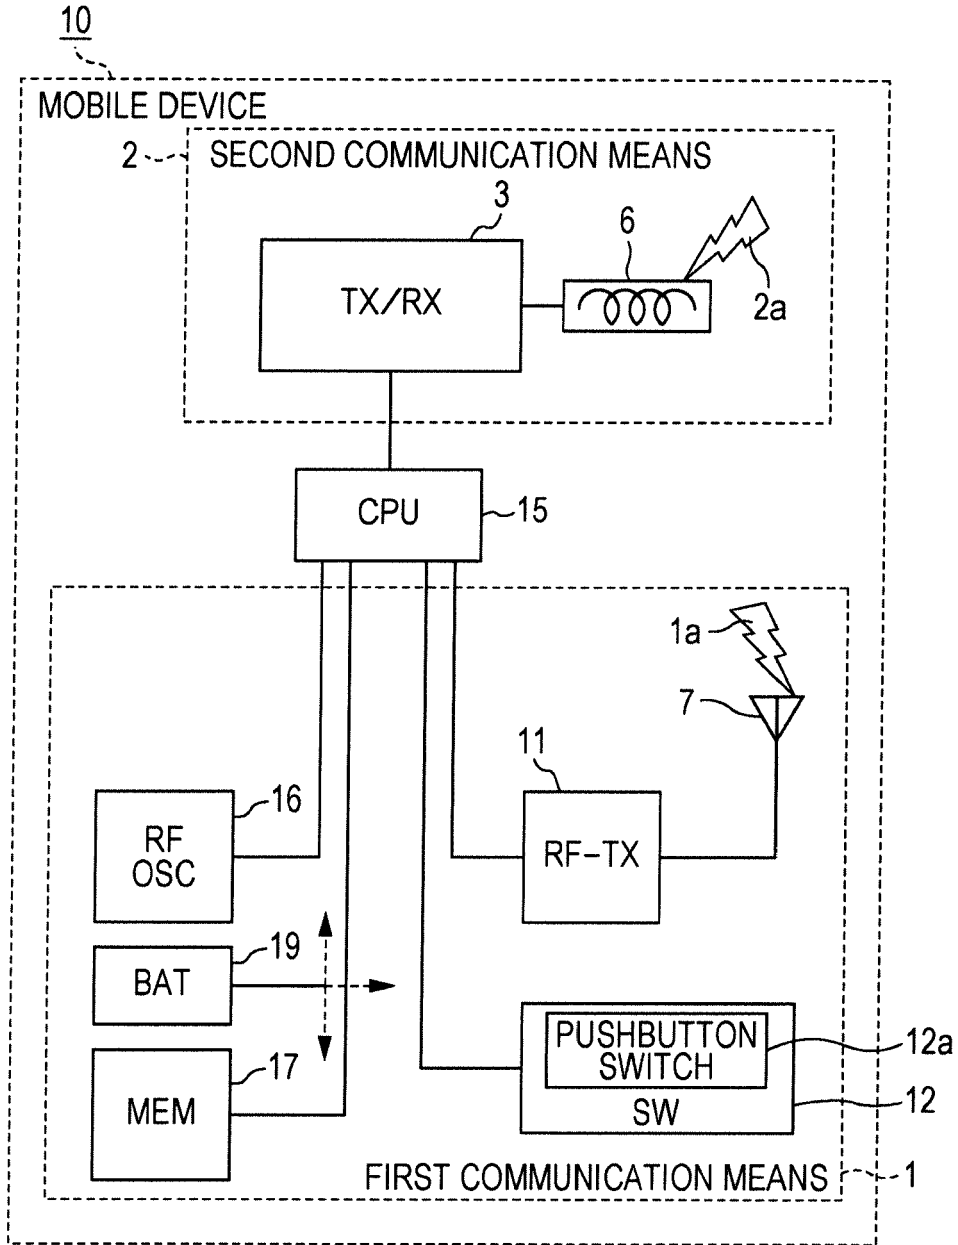 10
MOBILE DEVICE
2
SECOND COMMUNICATION MEANS
3
TX/RX
6
2a
CPU
15
1a
7
11
RF-TX
16
RF
OSC
19
BAT
17
MEM
PUSHBUTTON
SWITCH
12a
SW
12
FIRST COMMUNICATION MEANS
1